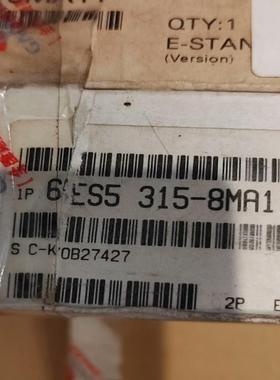 QTY:1
E-STAN
(Version)
1P 6ES5 315-8MA1
S C-K0B27427
2P
E